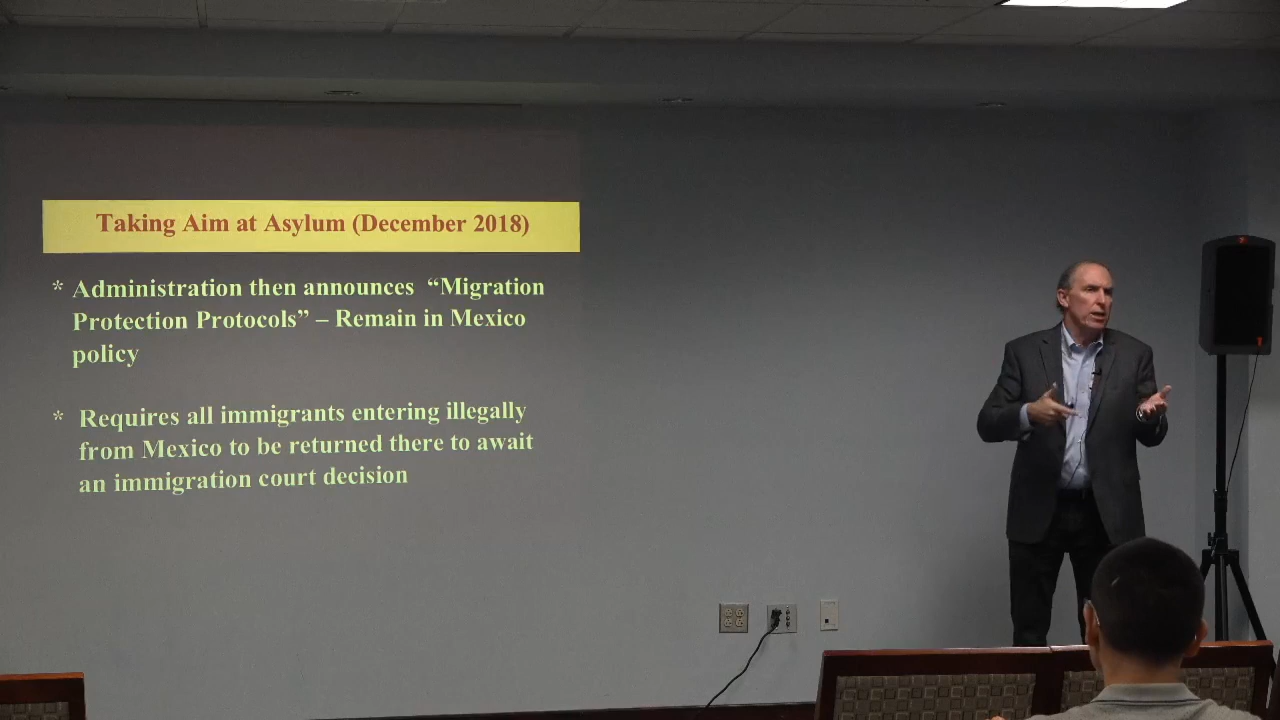 Taking Aim at Asylum (December 2018)
* Administration then announces “Migration
Protection Protocols” – Remain in Mexico
policy
* Requires all immigrants entering illegally
from Mexico to be returned there to await
an immigration court decision